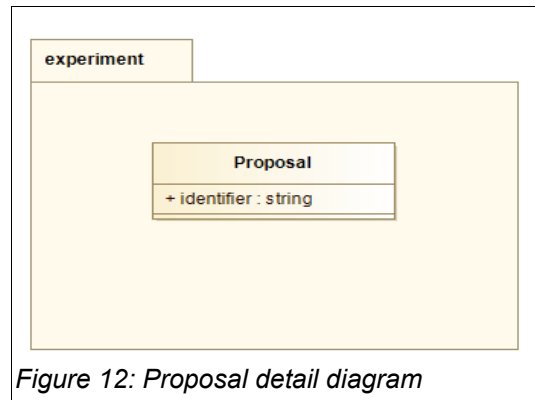 experiment
Proposal
+ identifier : string
Figure 12: Proposal detail diagram